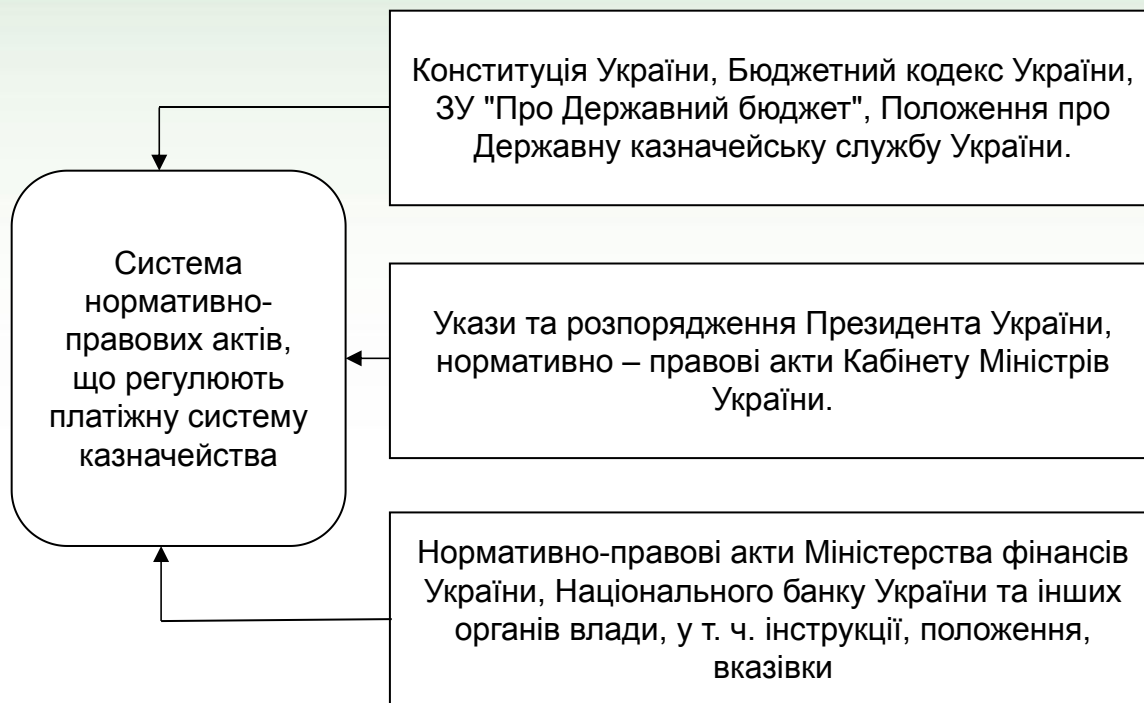 Конституція України, Бюджетний кодекс України,
ЗУ "Про Державний бюджет", Положення про
Державну казначейську службу України.
Система
нормативно-
правових актів,
що регулюють
платіжну систему
казначейства
Укази та розпорядження Президента України,
нормативно – правові акти Кабінету Міністрів
України.
Нормативно-правові акти Міністерства фінансів
України, Національного банку України та інших
органів влади, у т. ч. інструкції, положення,
вказівки